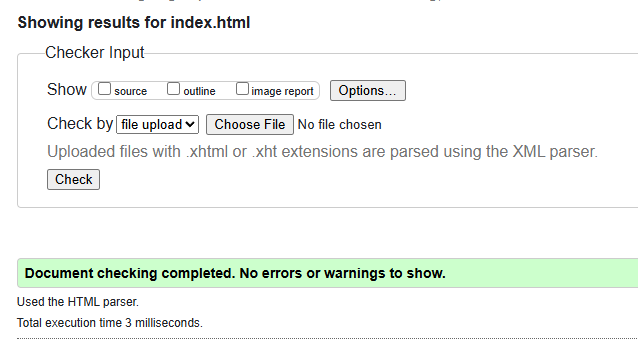 Showing results for index.html
Checker Input
Show source outline image report Options...
Check by file upload Choose File No file chosen
Uploaded files with .xhtml or .xht extensions are parsed using the XML parser.
Check
Document checking completed. No errors or warnings to show.
Used the HTML parser.
Total execution time 3 milliseconds.